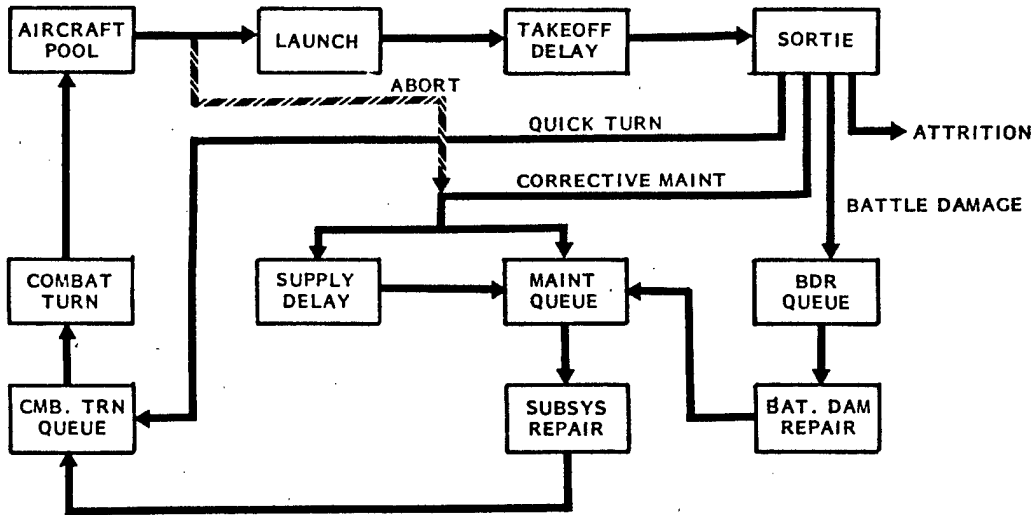 AIRCRAFT
POOL
LAUNCH
TAKEOFF
DELAY
SORTIE
ABORT
QUICK TURN
ATTRITION
CORRECTIVE MAINT
BATTLE DAMAGE
COMBAT
TURN
SUPPLY
DELAY
MAINT
QUEUE
BDR
QUEUE
CMB. TRN
QUEUE
SUBSYS
REPAIR
BAT. DAM
REPAIR